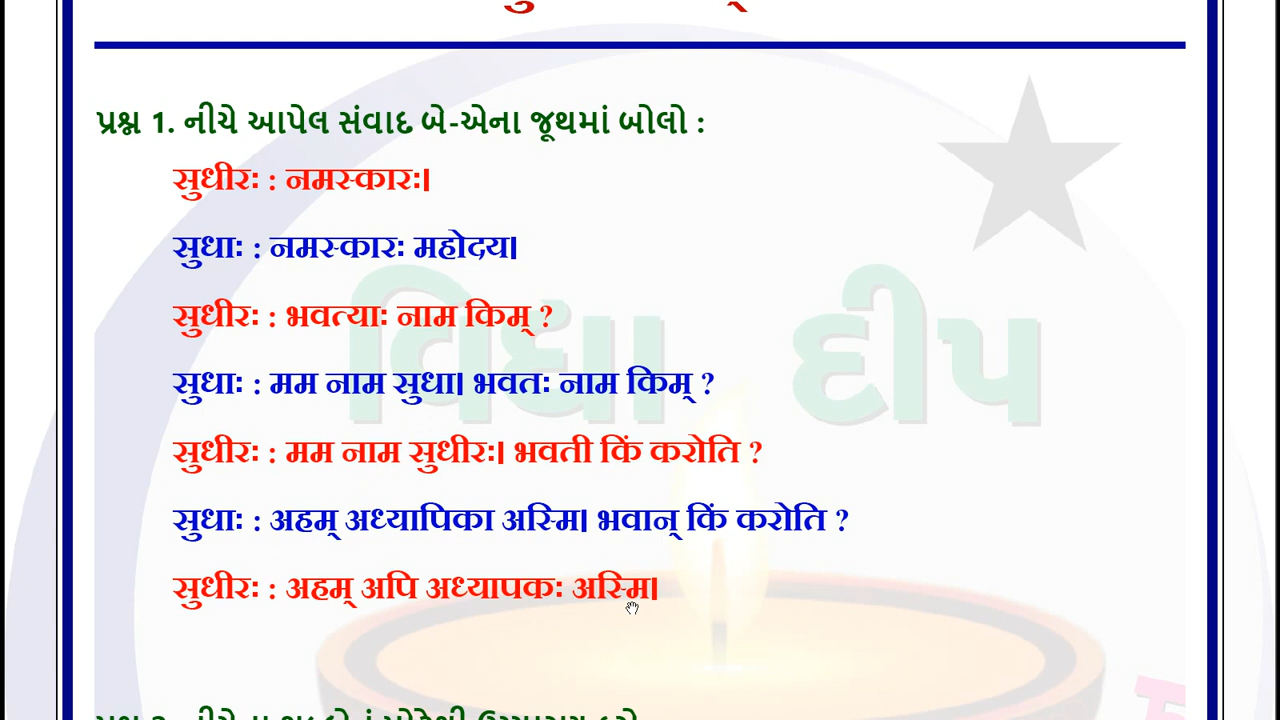 પ્રશ્ન 1. નીચે આપેલ સંવાદ બે-એના જૂથમાં બોલો :
सुधीरः : नमस्कारः।
सुधाः : नमस्कारः महोदय।
सुधीरः : भवत्याः नाम किम् ?
सुधाः : मम नाम सुधा। भवतः नाम किम् ?
सुधीरः : मम नाम सुधीरः। भवती किं करोति ?
सुधाः : अहम् अध्यापिका अस्मि। भवान् किं करोति ?
सुधीरः : अहम् अपि अध्यापकः अस्मि।
વિદ્યા દીપ